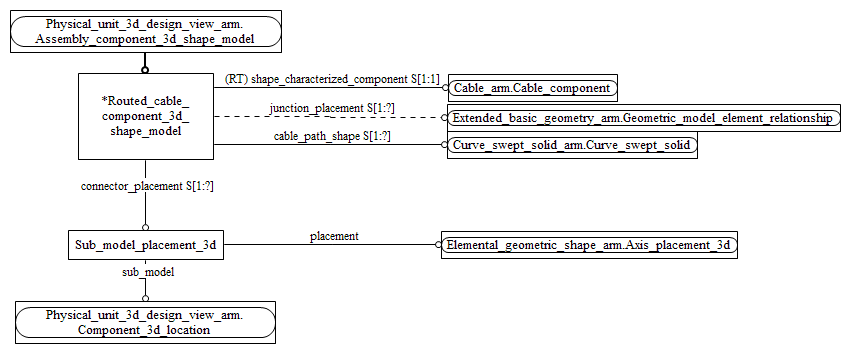 Physical_unit_3d_design_view_arm.
Assembly_component_3d_shape_model
(RT) shape_characterized_component S[1:1]
Cable_arm.Cable_component
*Routed_cable_
component_3d_
shape_model
junction_placement S[1:?]
Extended_basic_geometry_arm.Geometric_model_element_relationship
cable_path_shape S[1:?]
Curve_swept_solid_arm.Curve_swept_solid
connector_placement S[1:?]
Sub_model_placement_3d
placement
Elemental_geometric_shape_arm.Axis_placement_3d
sub_model
Physical_unit_3d_design_view_arm.
Component_3d_location